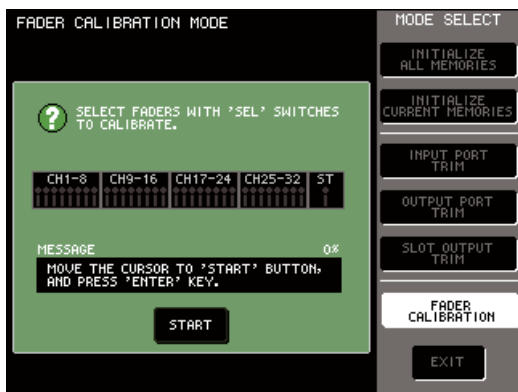 FADER CALIBRATION MODE
SELECT FADERS WITH 'SEL' SWITCHES
TO CALIBRATE.
CH1-8 CH9-16 CH17-24 CH25-32 ST
MESSAGE 0%
MOVE THE CURSOR TO 'START' BUTTON,
AND PRESS 'ENTER' KEY.
START
MODE SELECT
INITIALIZE
ALL MEMORIES
INITIALIZE
CURRENT MEMORIES
INPUT PORT
TRIM
OUTPUT PORT
TRIM
SLOT OUTPUT
TRIM
FADER
CALIBRATION
EXIT